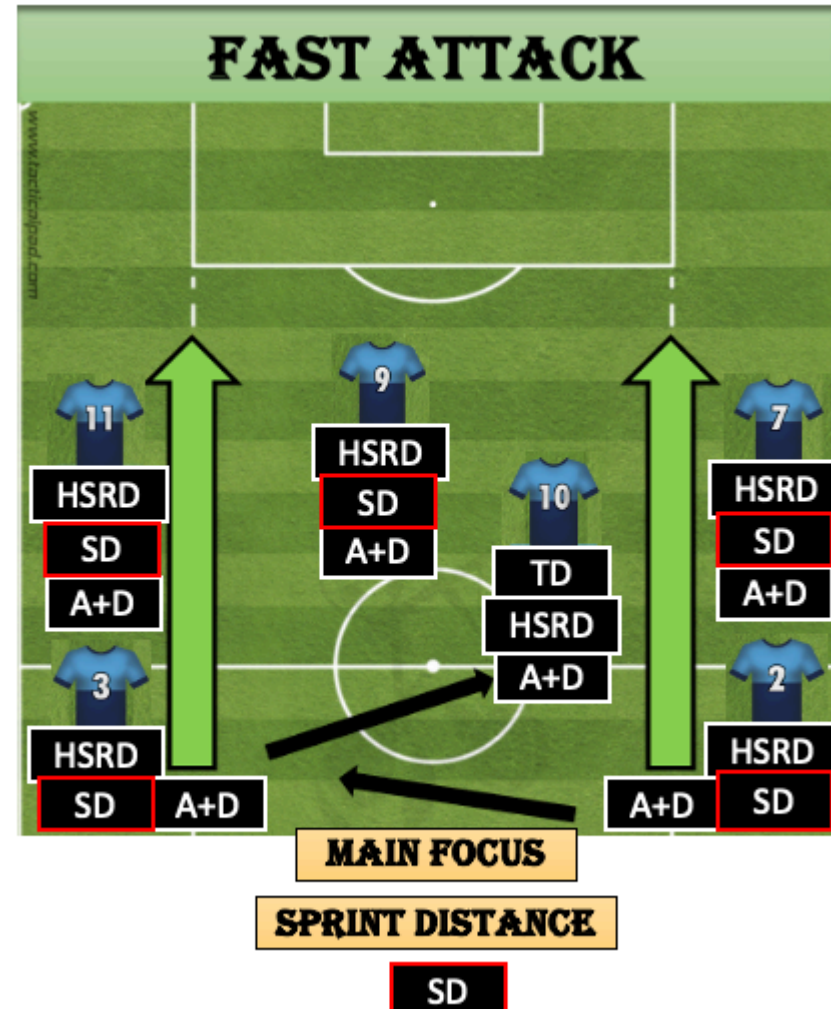 FAST ATTACK
www.tacticalpad.com
9
11
7
HSRD
SD
A+D
HSRD
SD
A+D
10
TD
HSRD
A+D
HSRD
SD
A+D
3
HSRD
SD A+D
2
HSRD
A+D SD
MAIN FOCUS
SPRINT DISTANCE
SD